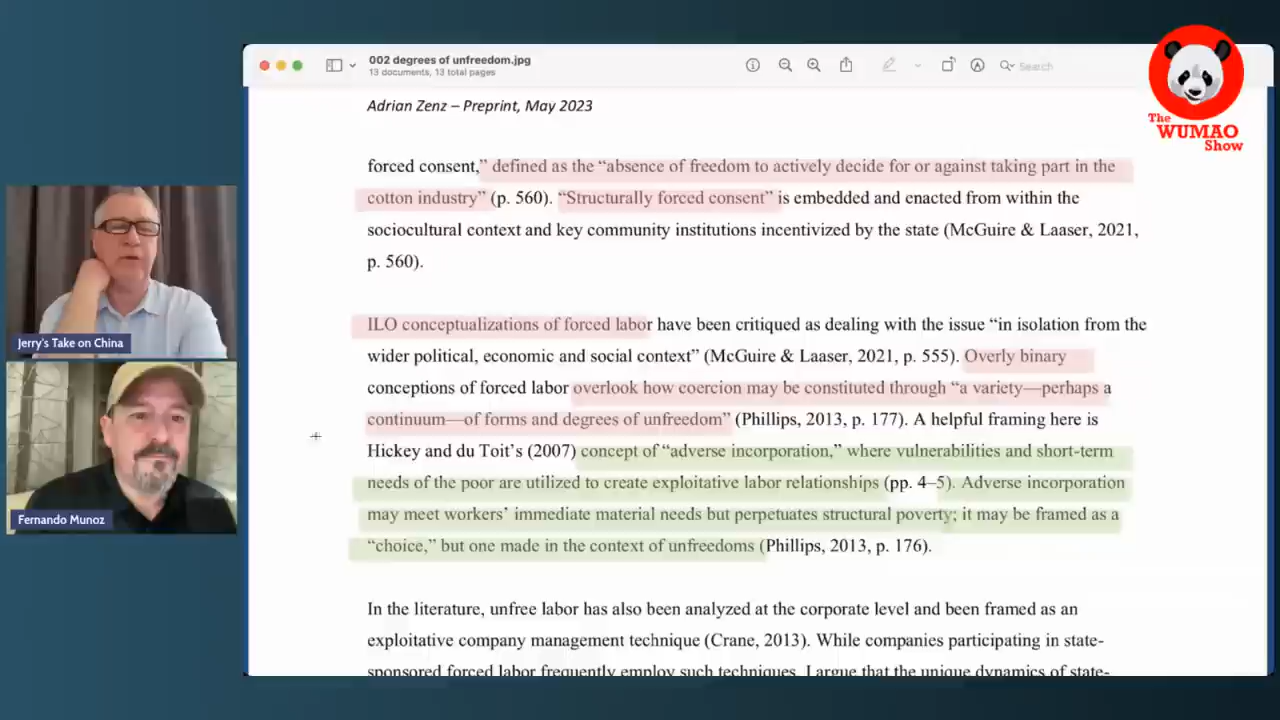 002 degrees of unfreedom.jpg
13 documents, 13 total pages
Search
The
WUMAO
Show
Adrian Zenz – Preprint, May 2023
forced consent,” defined as the “absence of freedom to actively decide for or against taking part in the
cotton industry” (p. 560). “Structurally forced consent” is embedded and enacted from within the
sociocultural context and key community institutions incentivized by the state (McGuire & Laaser, 2021,
p. 560).
ILO conceptualizations of forced labor have been critiqued as dealing with the issue “in isolation from the
wider political, economic and social context” (McGuire & Laaser, 2021, p. 555). Overly binary
conceptions of forced labor overlook how coercion may be constituted through “a variety—perhaps a
continuum—of forms and degrees of unfreedom” (Phillips, 2013, p. 177). A helpful framing here is
Hickey and du Toit’s (2007) concept of “adverse incorporation,” where vulnerabilities and short-term
needs of the poor are utilized to create exploitative labor relationships (pp. 4–5). Adverse incorporation
may meet workers’ immediate material needs but perpetuates structural poverty; it may be framed as a
“choice,” but one made in the context of unfreedoms (Phillips, 2013, p. 176).
In the literature, unfree labor has also been analyzed at the corporate level and been framed as an
exploitative company management technique (Crane, 2013). While companies participating in state-
sponsored forced labor frequently employ such techniques, I argue that the unique dynamics of state-
Jerry's Take on China
Fernando Munoz